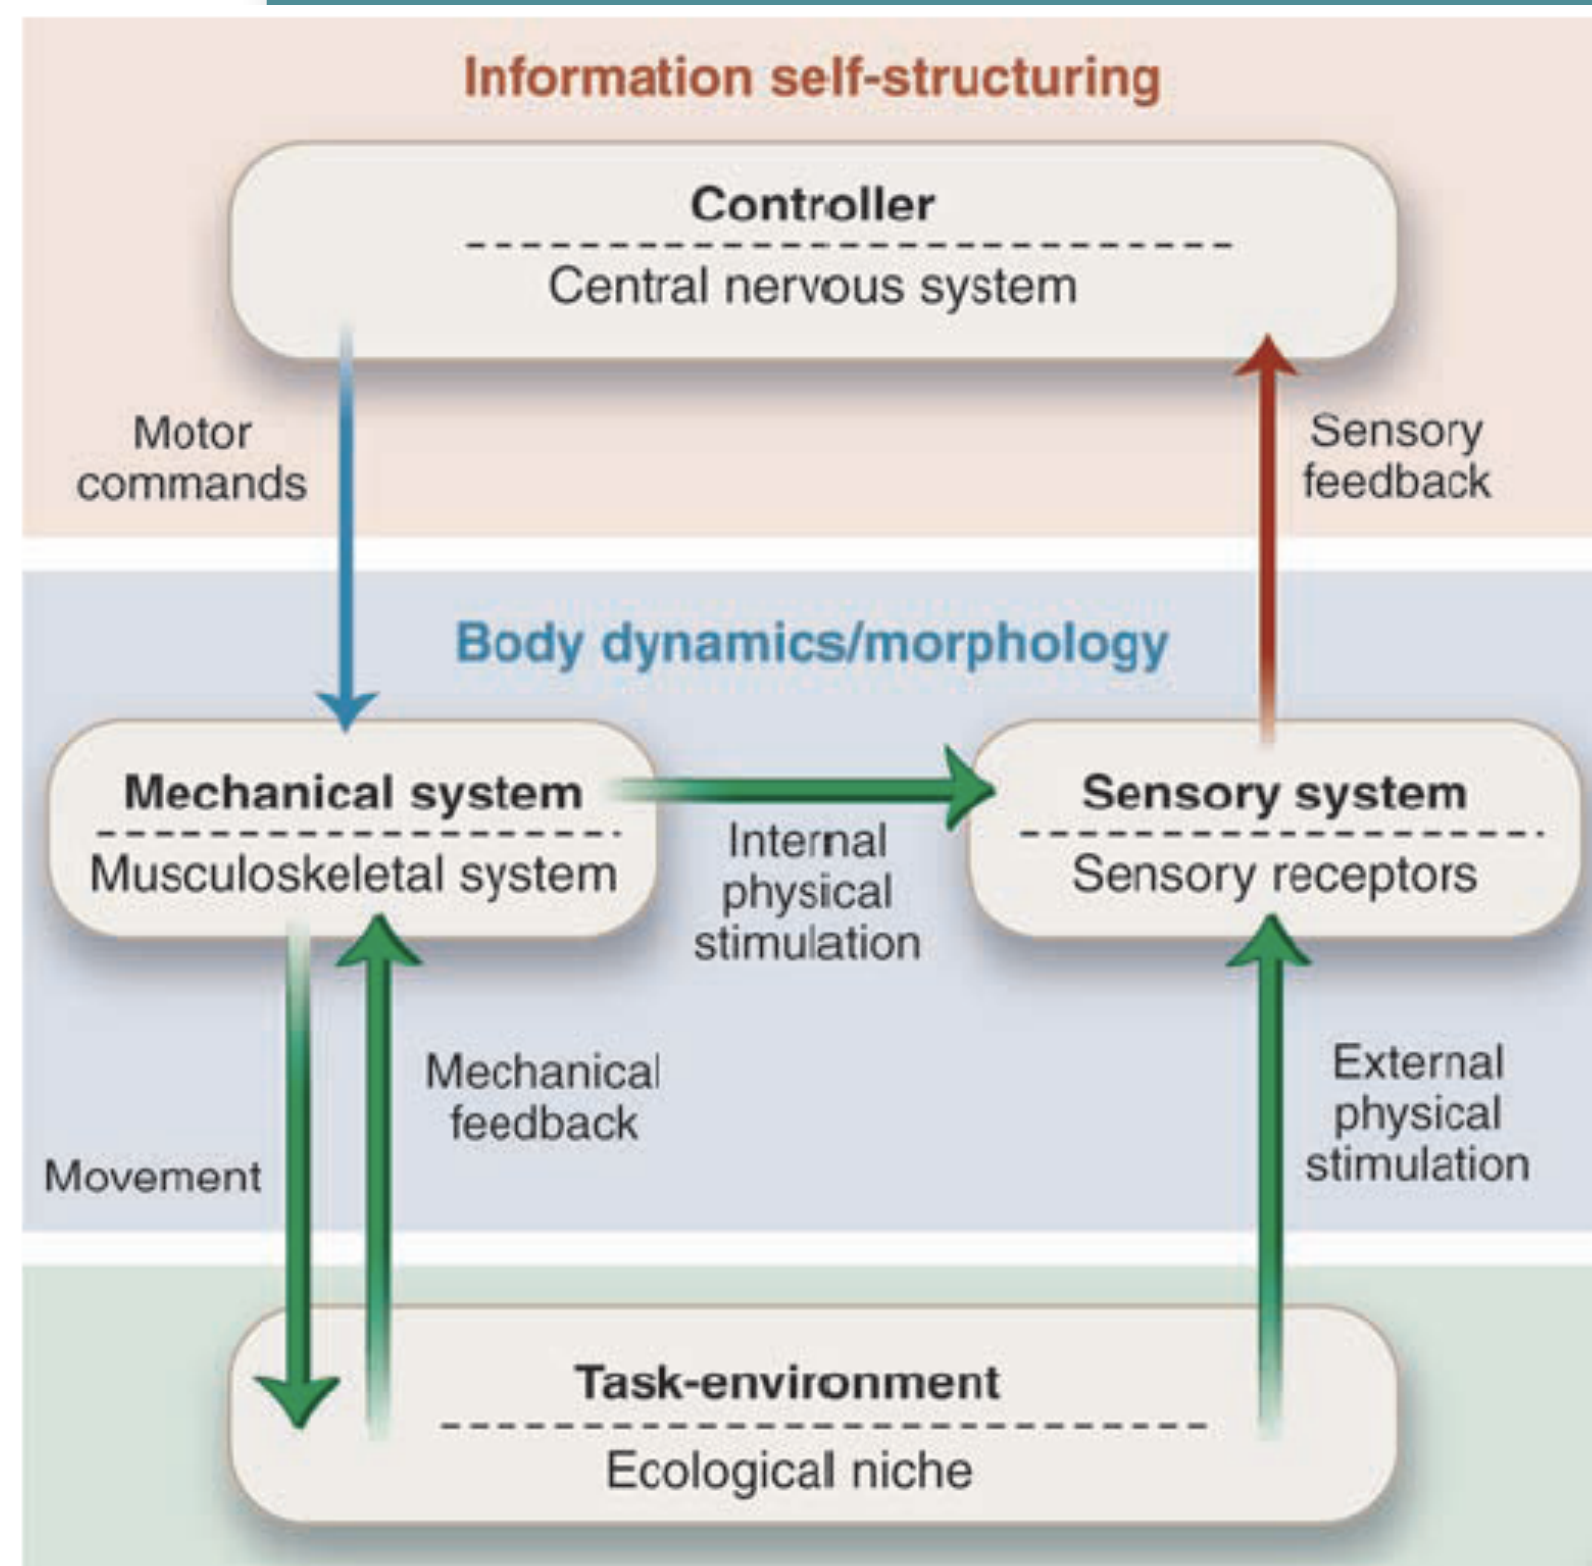 Information self-structuring
Controller
Central nervous system
Motor
commands
Sensory
feedback
Body dynamics/morphology
Mechanical system
Musculoskeletal system
Internal
physical
stimulation
Sensory system
Sensory receptors
Movement
Mechanical
feedback
External
physical
stimulation
Task-environment
Ecological niche